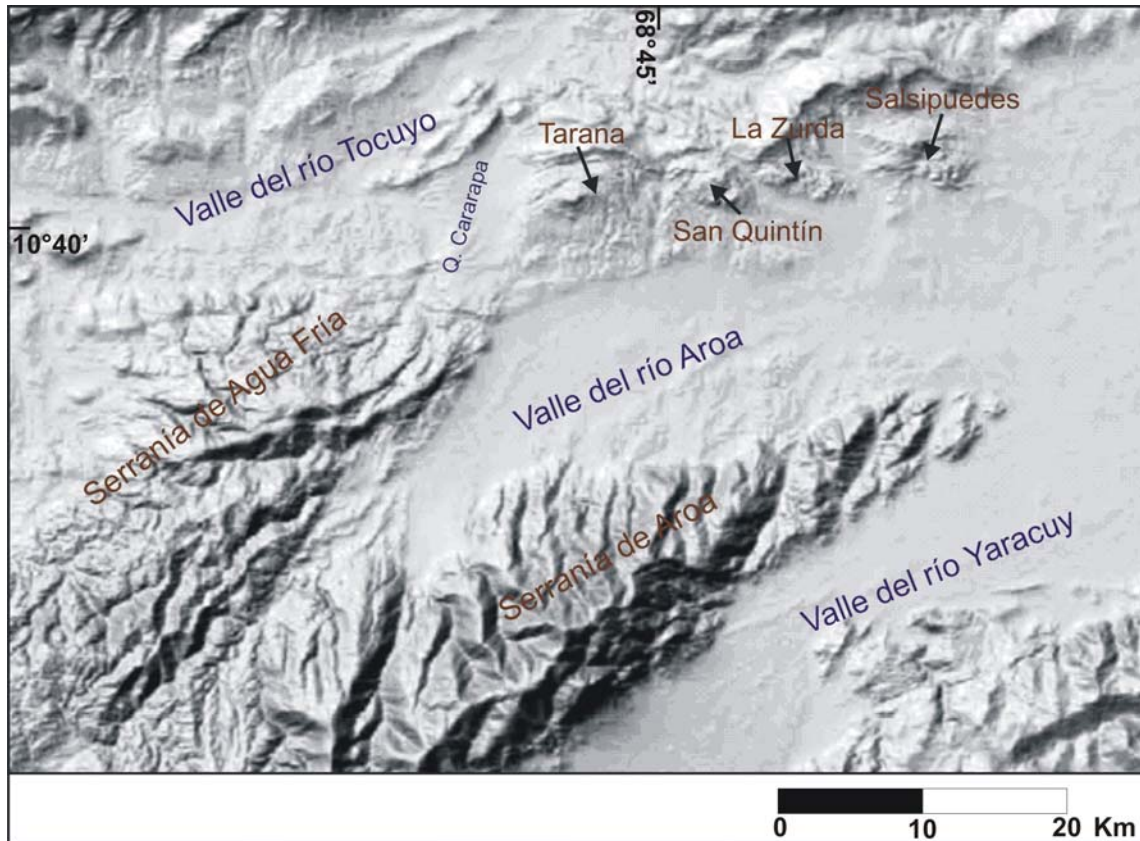 68°45'
Salsipuedes
La Zurda
Tarana
Valle del río Tocuyo
Q. Cararapa
San Quintín
10°40'
Serranía de Agua Fría
Valle del río Aroa
Serranía de Aroa
Valle del río Yaracuy
0 10 20 Km